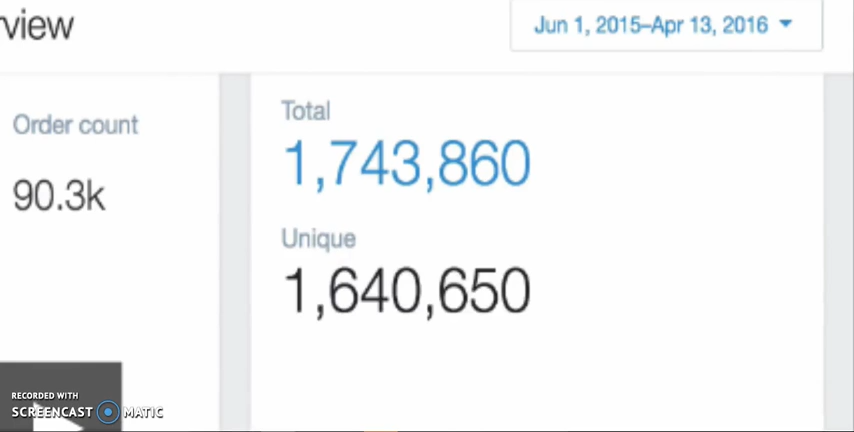 rview
Jun 1, 2015–Apr 13, 2016
Order count
90.3k
Total
1,743,860
Unique
1,640,650
RECORDED WITH
SCREENCAST MATIC